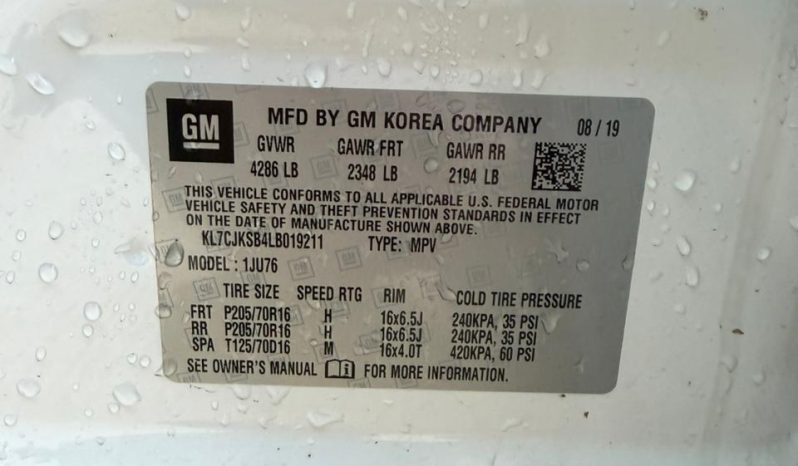 GM MFD BY GM KOREA COMPANY 08 / 19
GVWR GAWR FRT GAWR RR
4286 LB 2348 LB 2194 LB
THIS VEHICLE CONFORMS TO ALL APPLICABLE U.S. FEDERAL MOTOR
VEHICLE SAFETY AND THEFT PREVENTION STANDARDS IN EFFECT
ON THE DATE OF MANUFACTURE SHOWN ABOVE.
KL7CJKSB4LB019211 TYPE: MPV
MODEL : 1JU76
TIRE SIZE SPEED RTG RIM COLD TIRE PRESSURE
FRT P205/70R16 H 16x6.5J 240KPA, 35 PSI
RR P205/70R16 H 16x6.5J 240KPA, 35 PSI
SPA T125/70D16 M 16x4.0T 420KPA, 60 PSI
SEE OWNER'S MANUAL FOR MORE INFORMATION.